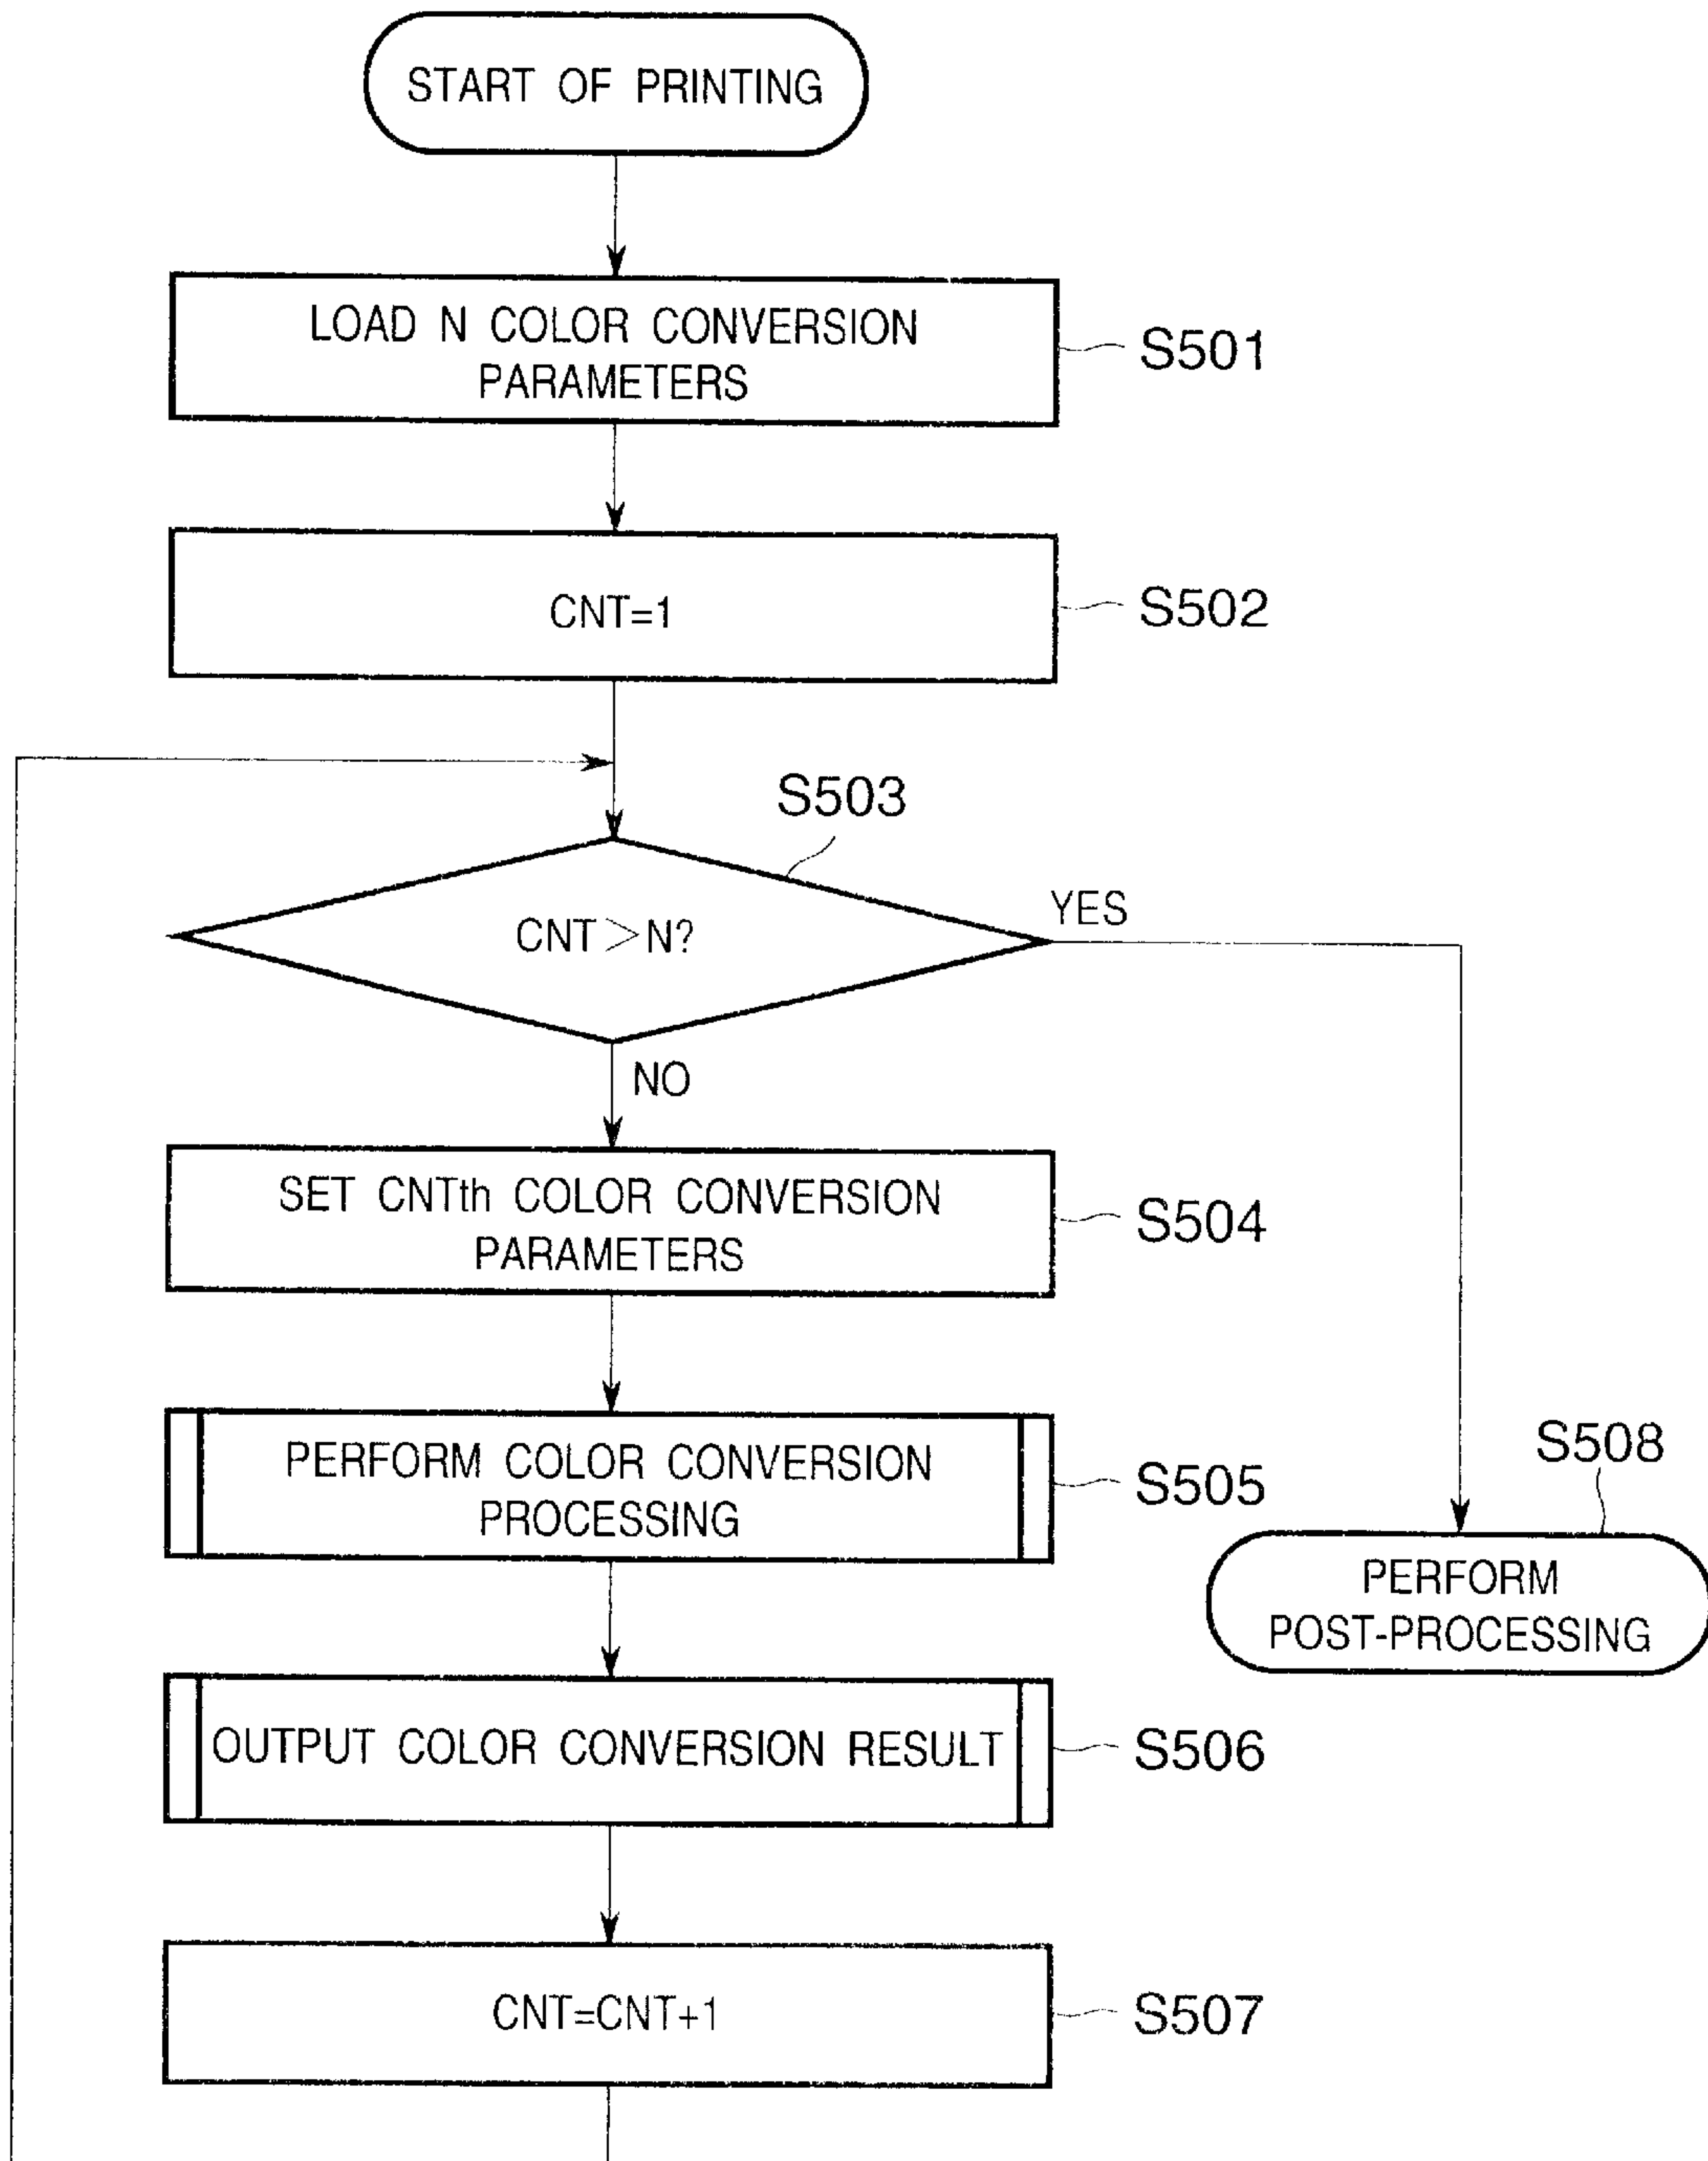 START OF PRINTING
LOAD N COLOR CONVERSION
PARAMETERS
S501
CNT=1
S502
S503
CNT>N?
YES
NO
SET CNTth COLOR CONVERSION
PARAMETERS
S504
PERFORM COLOR CONVERSION
PROCESSING
S505
S508
PERFORM
POST-PROCESSING
OUTPUT COLOR CONVERSION RESULT
S506
CNT=CNT+1
S507